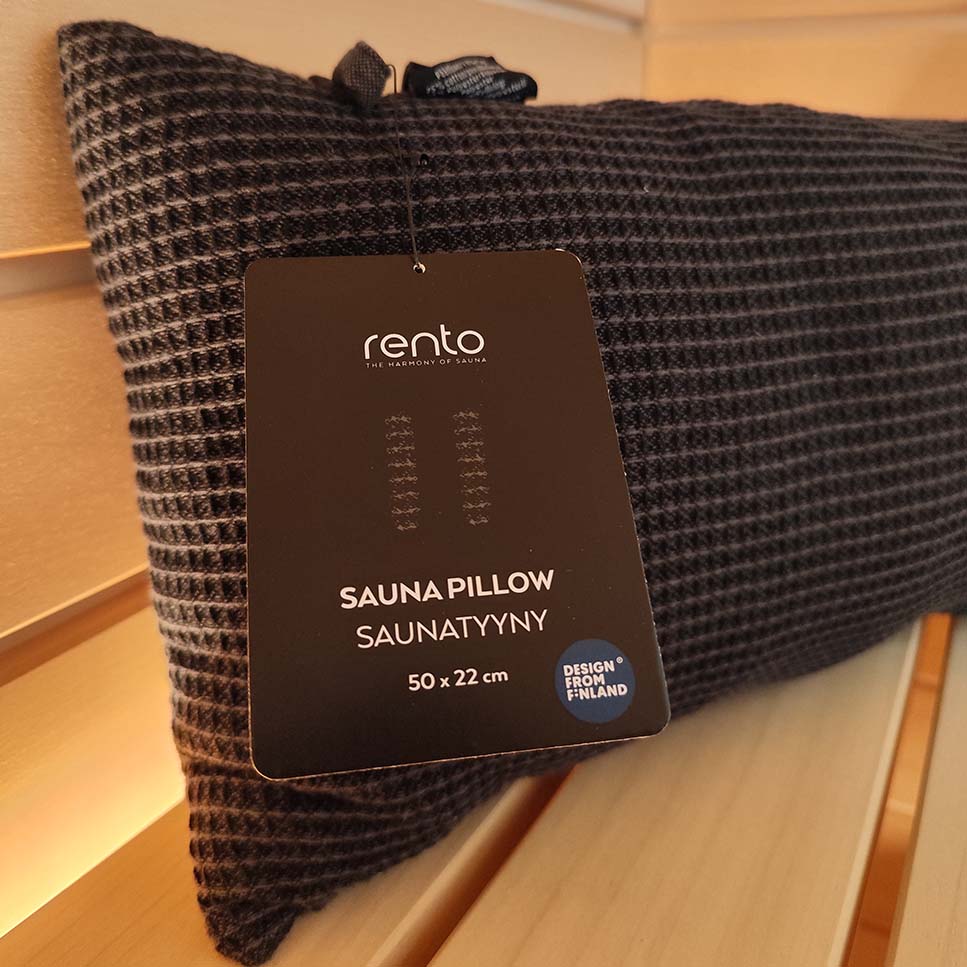 rento
THE HARMONY OF SAUNA
SAUNA PILLOW
SAUNATYYNY
50 x 22 cm
DESIGN®
FROM
FINLAND